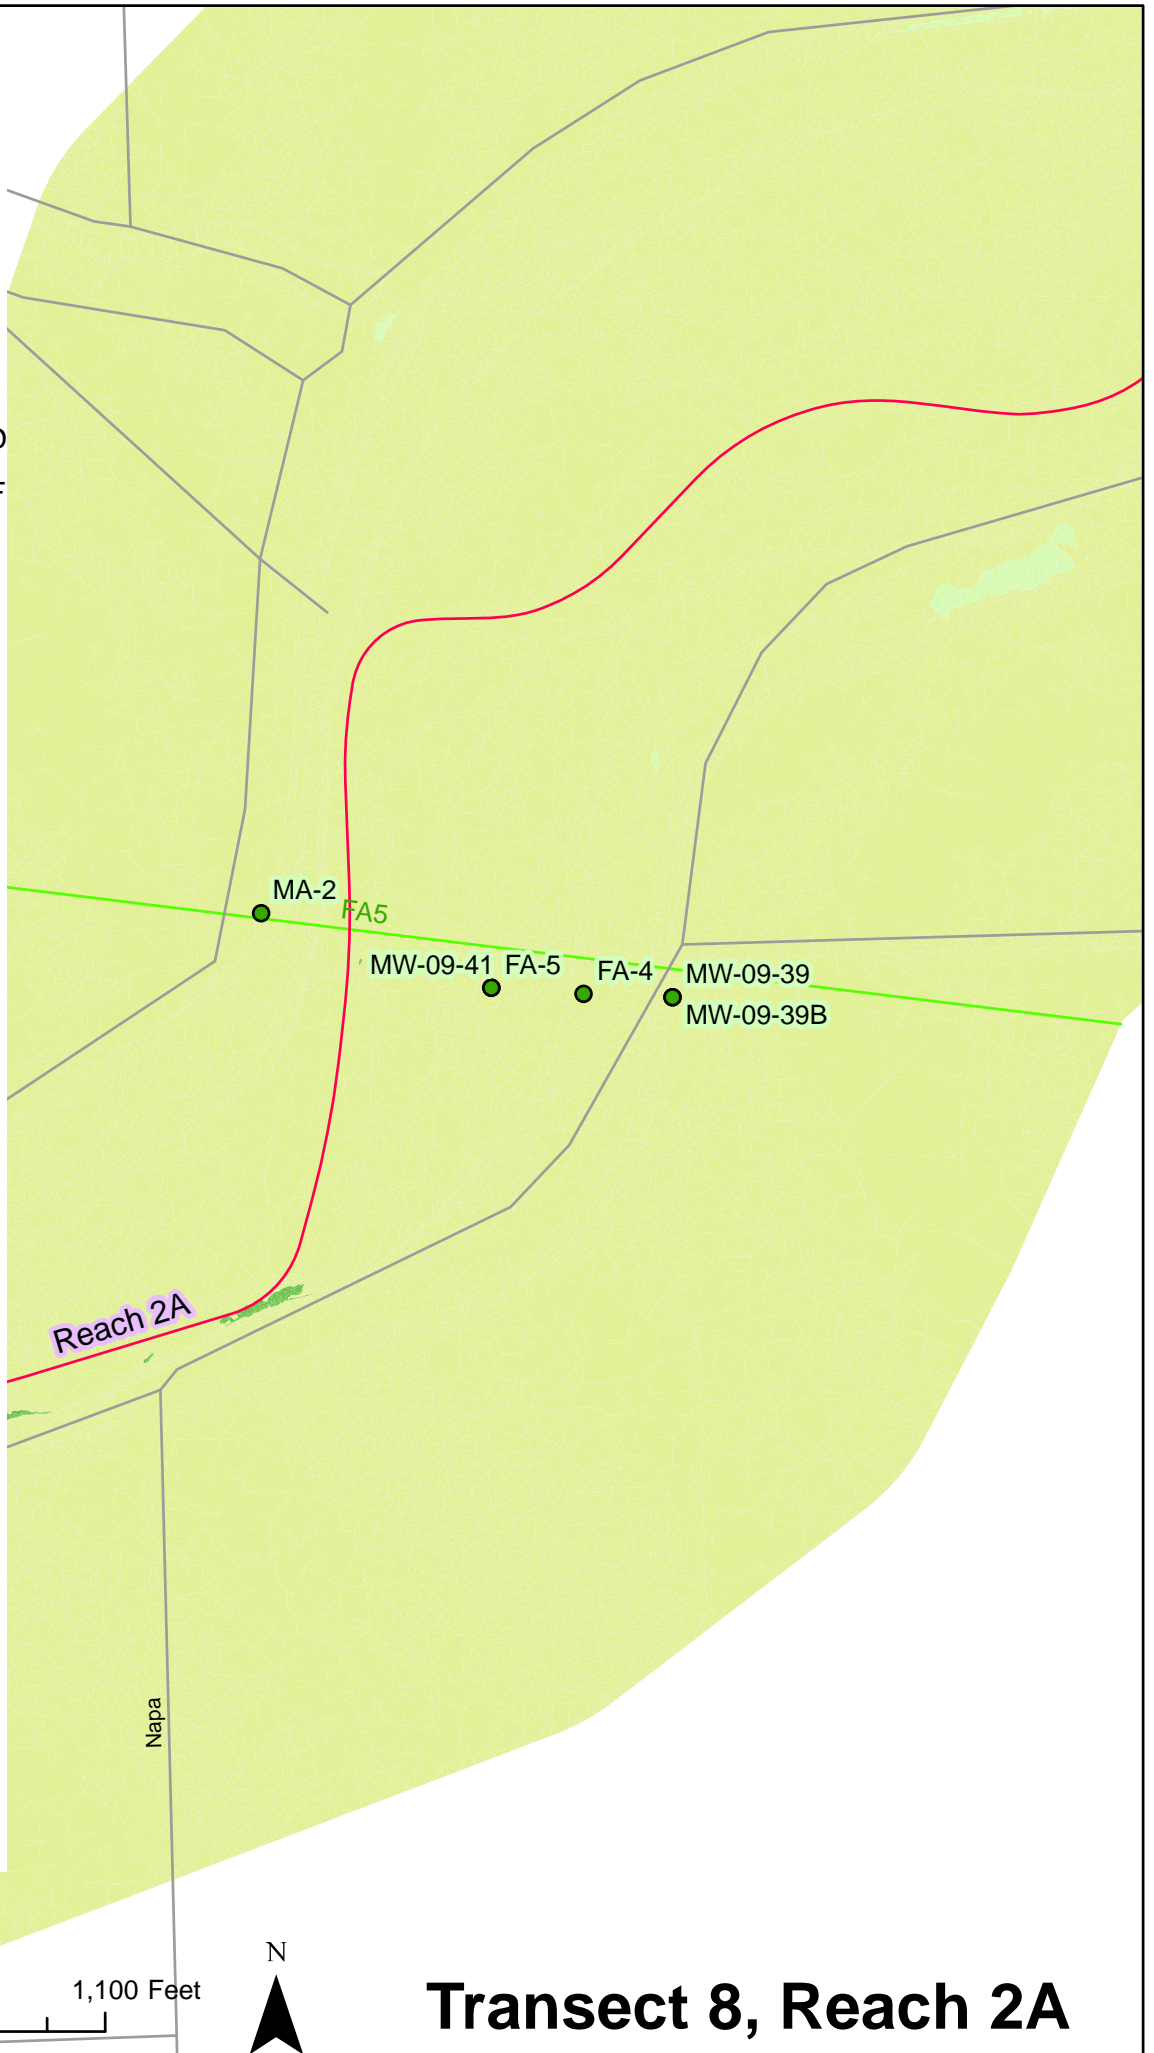 MA-2
FA5
MW-09-41
FA-5
FA-4
MW-09-39
MW-09-39B
Reach 2A
Napa
N
1,100 Feet
Transect 8, Reach 2A